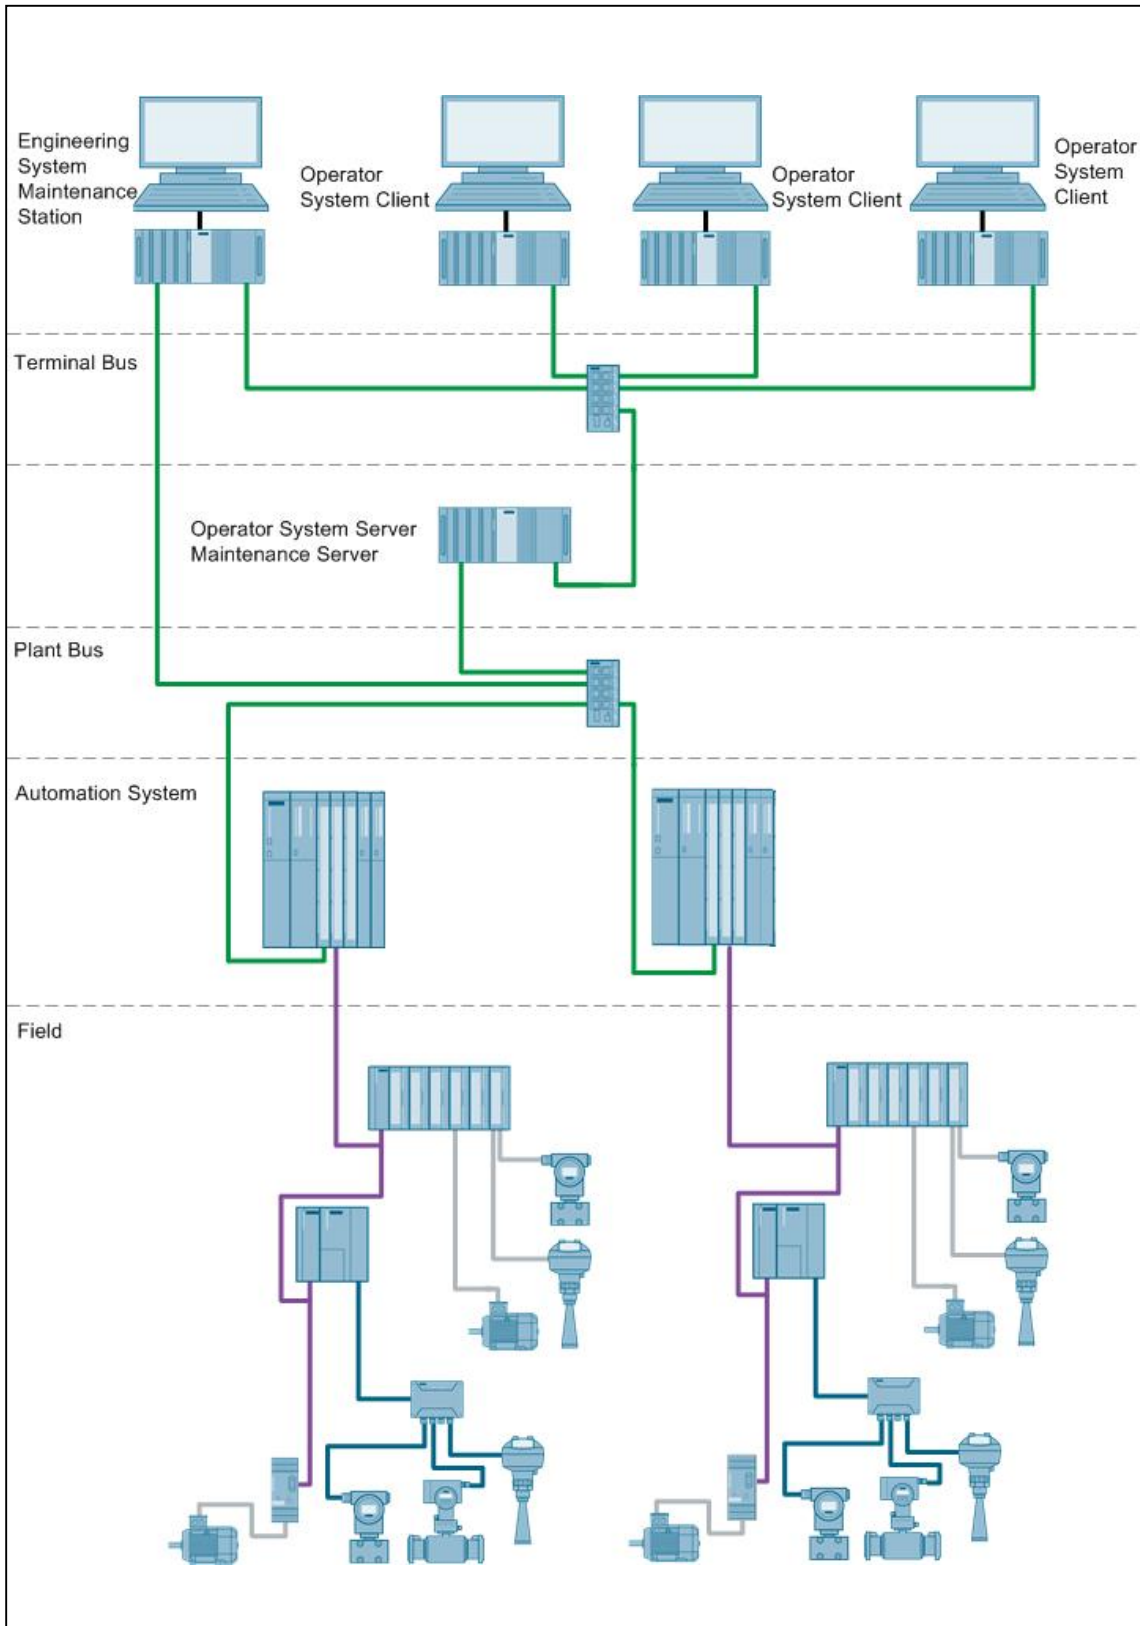 Engineering
System
Maintenance
Station
Operator
System Client
Operator
System Client
Operator
System
Client
Terminal Bus
Operator System Server
Maintenance Server
Plant Bus
Automation System
Field